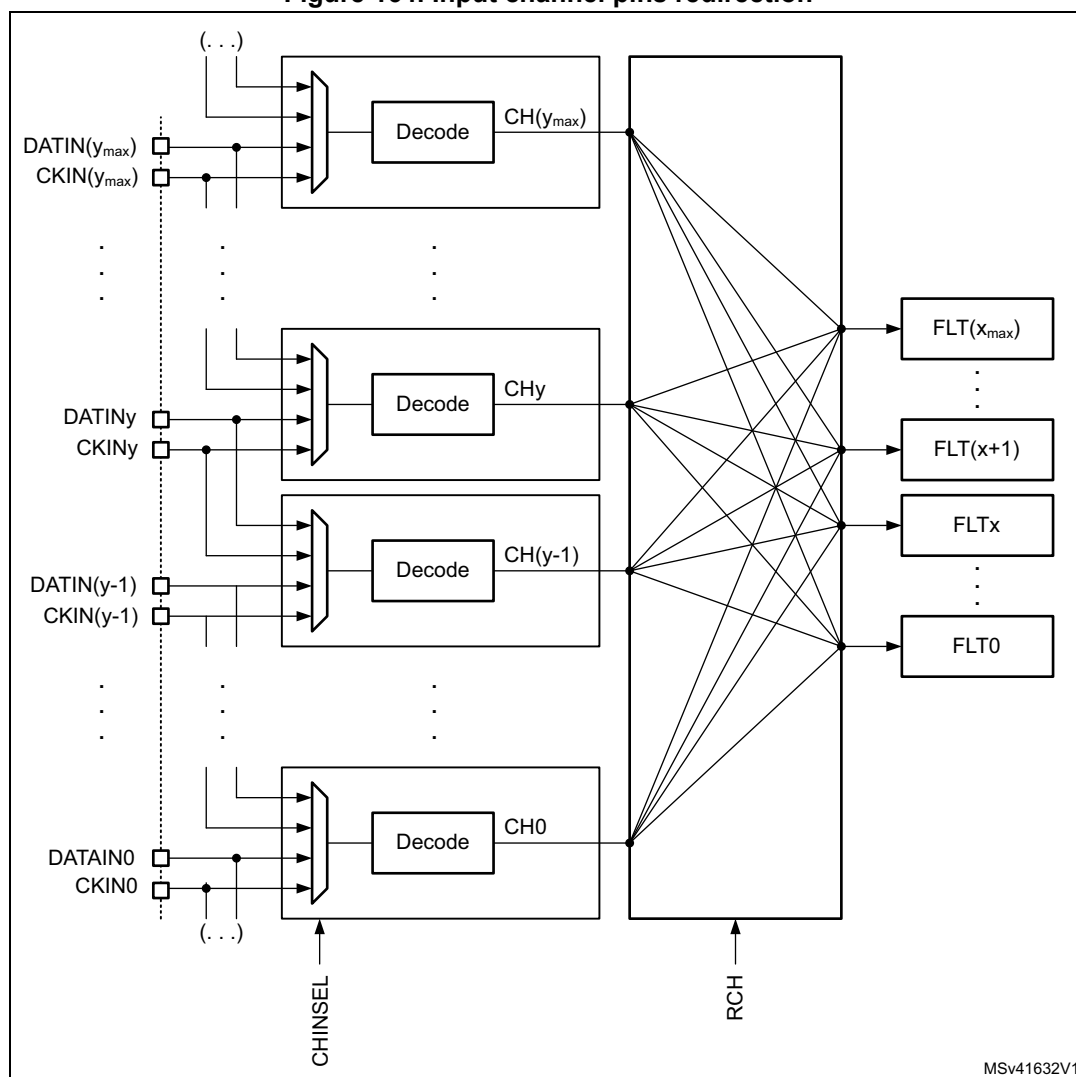 Figure Input channel pins redirection
(. . .)
DATIN(ymax)
CKIN(ymax)
Decode
CH(ymax)
DATINy
CKINy
Decode
CHy
DATIN(y-1)
CKIN(y-1)
Decode
CH(y-1)
DATAIN0
CKIN0
Decode
CH0
(. . .)
FLT(xmax)
FLT(x+1)
FLTx
FLT0
CHINSEL
RCH
MSv41632V1